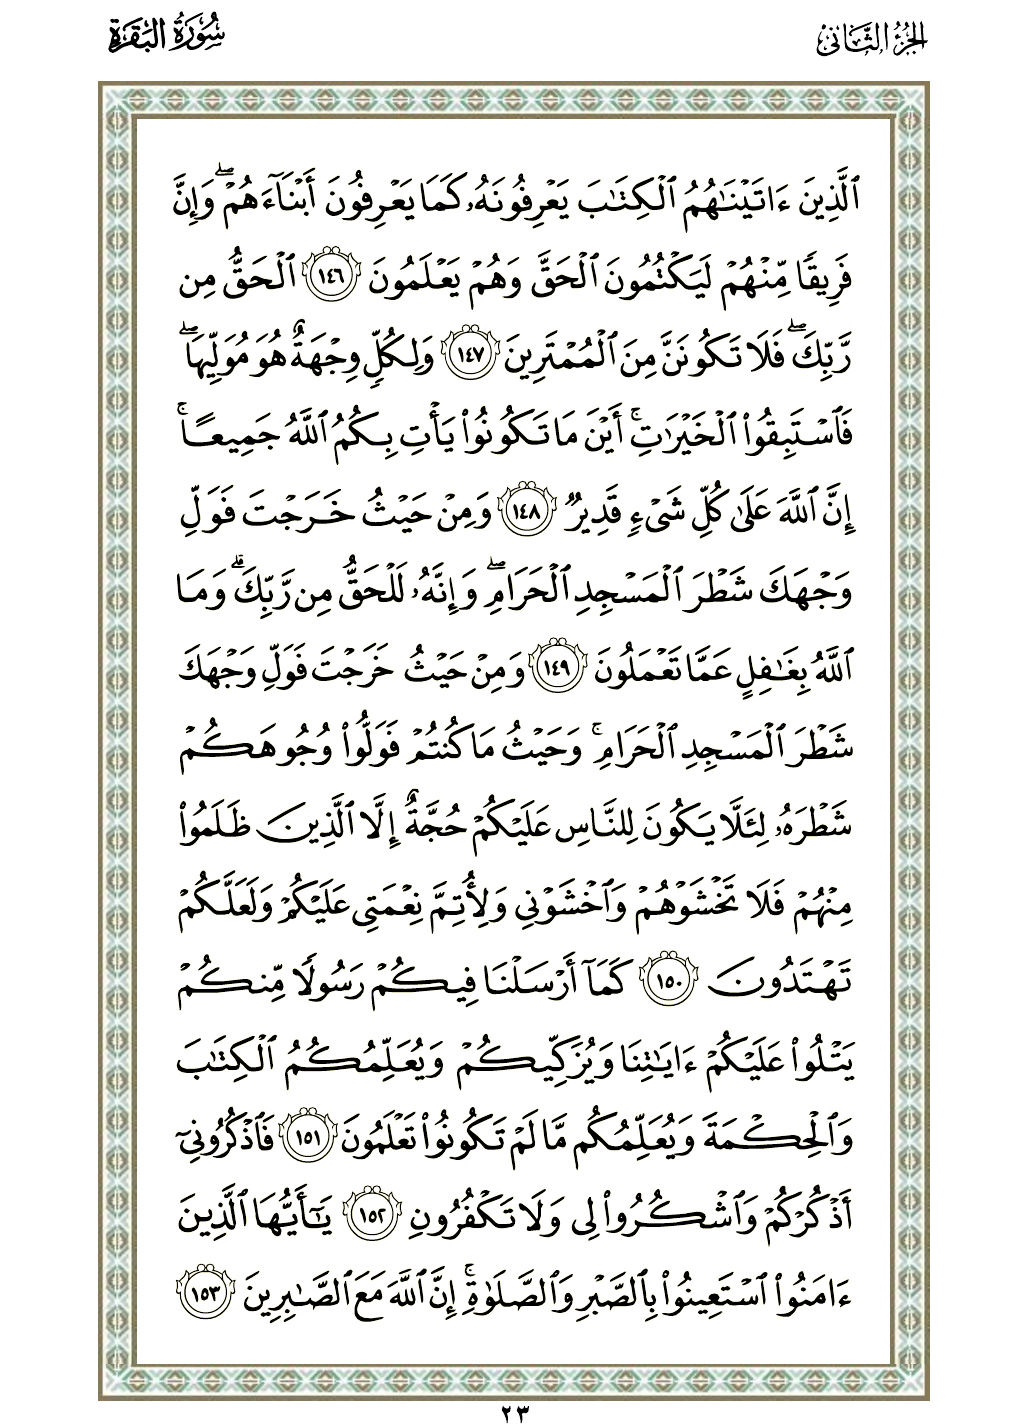 الجزء الثاني
سورة البقرة
ٱلَّذِينَ ءَاتَيْنَٰهُمُ ٱلْكِتَٰبَ يَعْرِفُونَهُۥ كَمَا يَعْرِفُونَ أَبْنَآءَهُمْ ۖ وَإِنَّ
فَرِيقًا مِّنْهُمْ لَيَكْتُمُونَ ٱلْحَقَّ وَهُمْ يَعْلَمُونَ ١٤٦ ٱلْحَقُّ مِن
رَّبِّكَ ۖ فَلَا تَكُونَنَّ مِنَ ٱلْمُمْتَرِينَ ١٤٧ وَلِكُلٍّ وِجْهَةٌ هُوَ مُوَلِّيهَا ۖ
فَٱسْتَبِقُوا۟ ٱلْخَيْرَٰتِ ۚ أَيْنَ مَا تَكُونُوا۟ يَأْتِ بِكُمُ ٱللَّهُ جَمِيعًا ۚ
إِنَّ ٱللَّهَ عَلَىٰ كُلِّ شَىْءٍ قَدِيرٌ ١٤٨ وَمِنْ حَيْثُ خَرَجْتَ فَوَلِّ
وَجْهَكَ شَطْرَ ٱلْمَسْجِدِ ٱلْحَرَامِ ۖ وَإِنَّهُۥ لَلْحَقُّ مِن رَّبِّكَ ۗ وَمَا
ٱللَّهُ بِغَٰفِلٍ عَمَّا تَعْمَلُونَ ١٤٩ وَمِنْ حَيْثُ خَرَجْتَ فَوَلِّ وَجْهَكَ
شَطْرَ ٱلْمَسْجِدِ ٱلْحَرَامِ ۚ وَحَيْثُ مَا كُنتُمْ فَوَلُّوا۟ وُجُوهَكُمْ
شَطْرَهُۥ لِئَلَّا يَكُونَ لِلنَّاسِ عَلَيْكُمْ حُجَّةٌ إِلَّا ٱلَّذِينَ ظَلَمُوا۟
مِنْهُمْ فَلَا تَخْشَوْهُمْ وَٱخْشَوْنِى وَلِأُتِمَّ نِعْمَتِى عَلَيْكُمْ وَلَعَلَّكُمْ
تَهْتَدُونَ ١٥٠ كَمَآ أَرْسَلْنَا فِيكُمْ رَسُولًا مِّنكُمْ
يَتْلُوا۟ عَلَيْكُمْ ءَايَٰتِنَا وَيُزَكِّيكُمْ وَيُعَلِّمُكُمُ ٱلْكِتَٰبَ
وَٱلْحِكْمَةَ وَيُعَلِّمُكُم مَّا لَمْ تَكُونُوا۟ تَعْلَمُونَ ١٥١ فَٱذْكُرُونِىٓ
أَذْكُرْكُمْ وَٱشْكُرُوا۟ لِى وَلَا تَكْفُرُونِ ١٥٢ يَٰٓأَيُّهَا ٱلَّذِينَ
ءَامَنُوا۟ ٱسْتَعِينُوا۟ بِٱلصَّبْرِ وَٱلصَّلَوٰةِ ۚ إِنَّ ٱللَّهَ مَعَ ٱلصَّٰبِرِينَ ١٥٣
٢٣